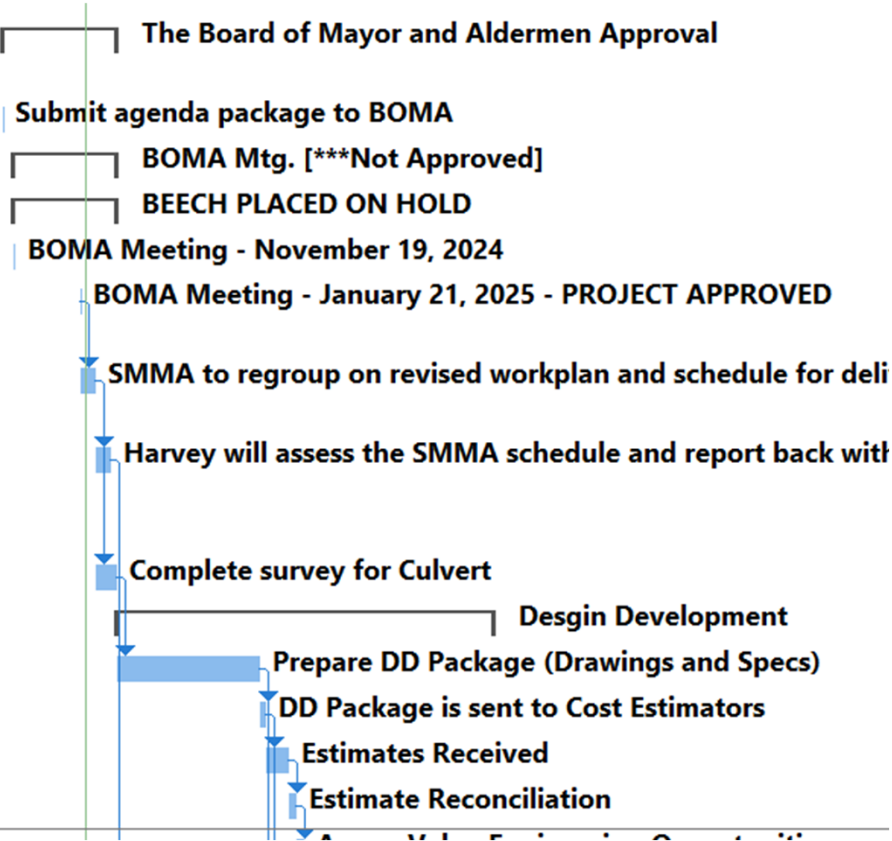 The Board of Mayor and Aldermen Approval
Submit agenda package to BOMA
BOMA Mtg. [***Not Approved]
BEECH PLACED ON HOLD
BOMA Meeting - November 19, 2024
BOMA Meeting - January 21, 2025 - PROJECT APPROVED
SMMA to regroup on revised workplan and schedule for
Harvey will assess the SMMA schedule and report back with
Complete survey for Culvert
Desgin Development
Prepare DD Package (Drawings and Specs)
DD Package is sent to Cost Estimators
Estimates Received
Estimate Reconciliation